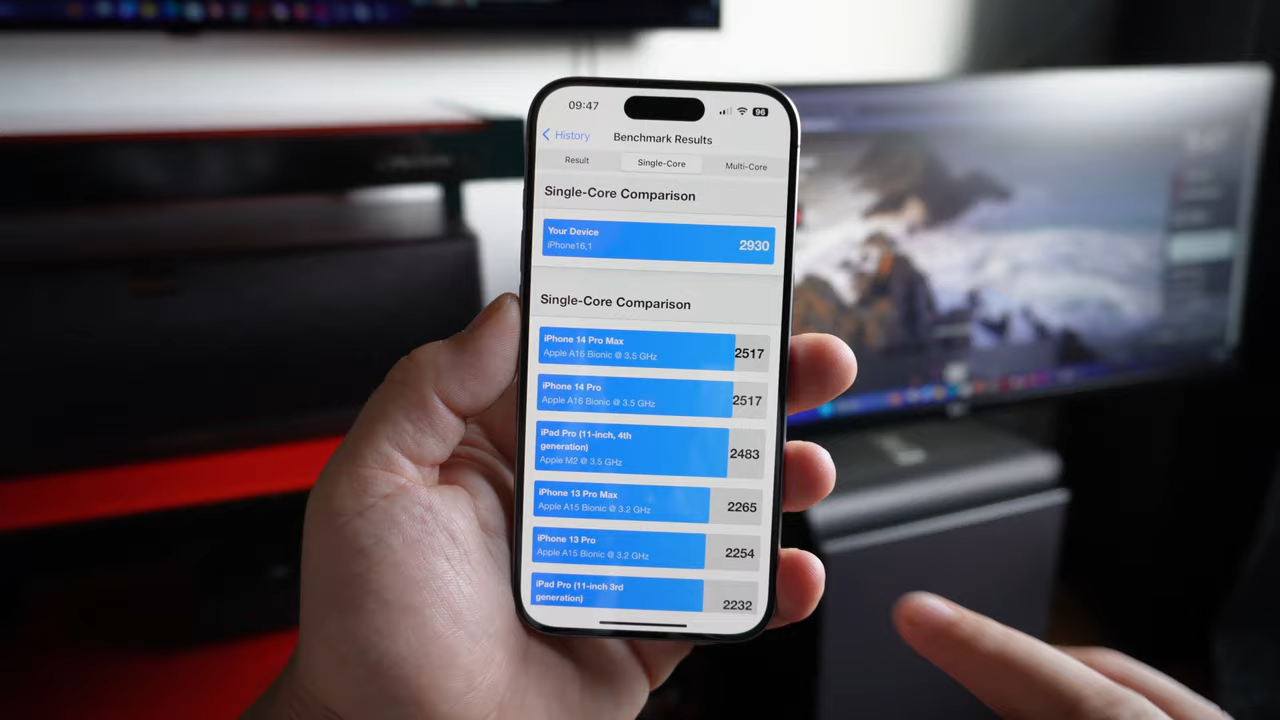 09:47
96
History
Benchmark Results
Result
Single-Core
Multi-Core
Single-Core Comparison
Your Device
iPhone16,1
2930
Single-Core Comparison
iPhone 14 Pro Max
Apple A16 Bionic @ 3.5 GHz
2517
iPhone 14 Pro
Apple A16 Bionic @ 3.5 GHz
2517
iPad Pro (11-inch, 4th
generation)
Apple M2 @ 3.5 GHz
2483
iPhone 13 Pro Max
Apple A15 Bionic @ 3.2 GHz
2265
iPhone 13 Pro
Apple A15 Bionic @ 3.2 GHz
2254
iPad Pro (11-inch 3rd
generation)
2232